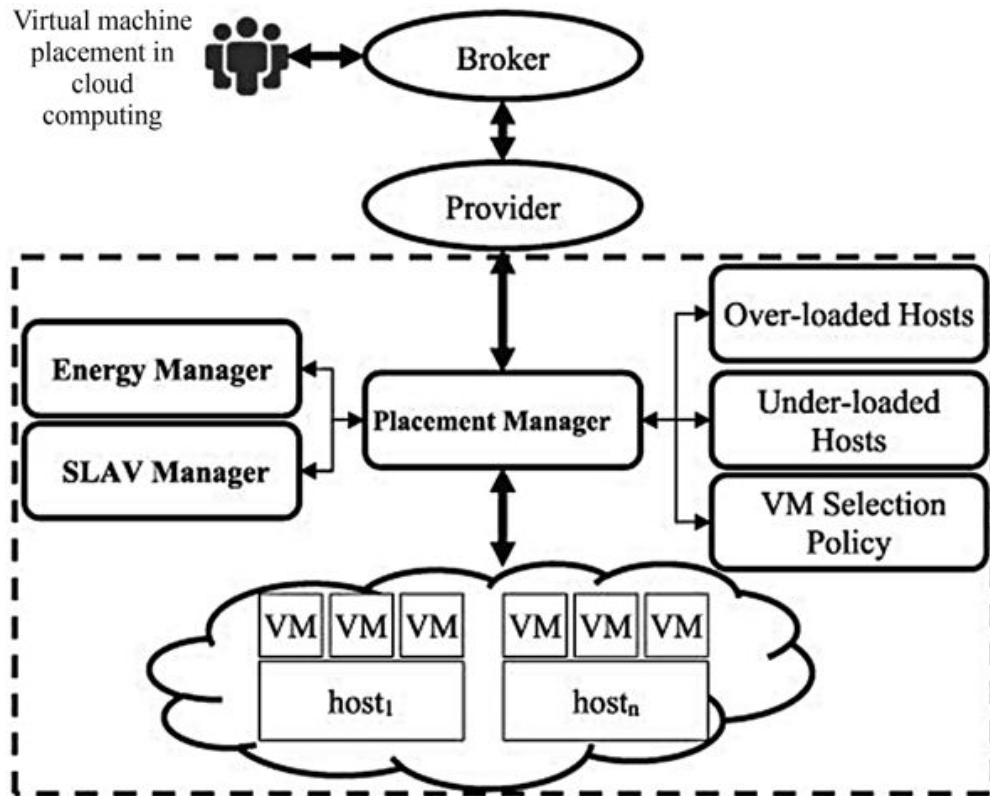 Virtual machine
placement in
cloud
computing
Broker
Provider
Energy Manager
SLAV Manager
Placement Manager
Over-loaded Hosts
Under-loaded
Hosts
VM Selection
Policy
VM VM VM
VM VM VM
host₁
hostₙ